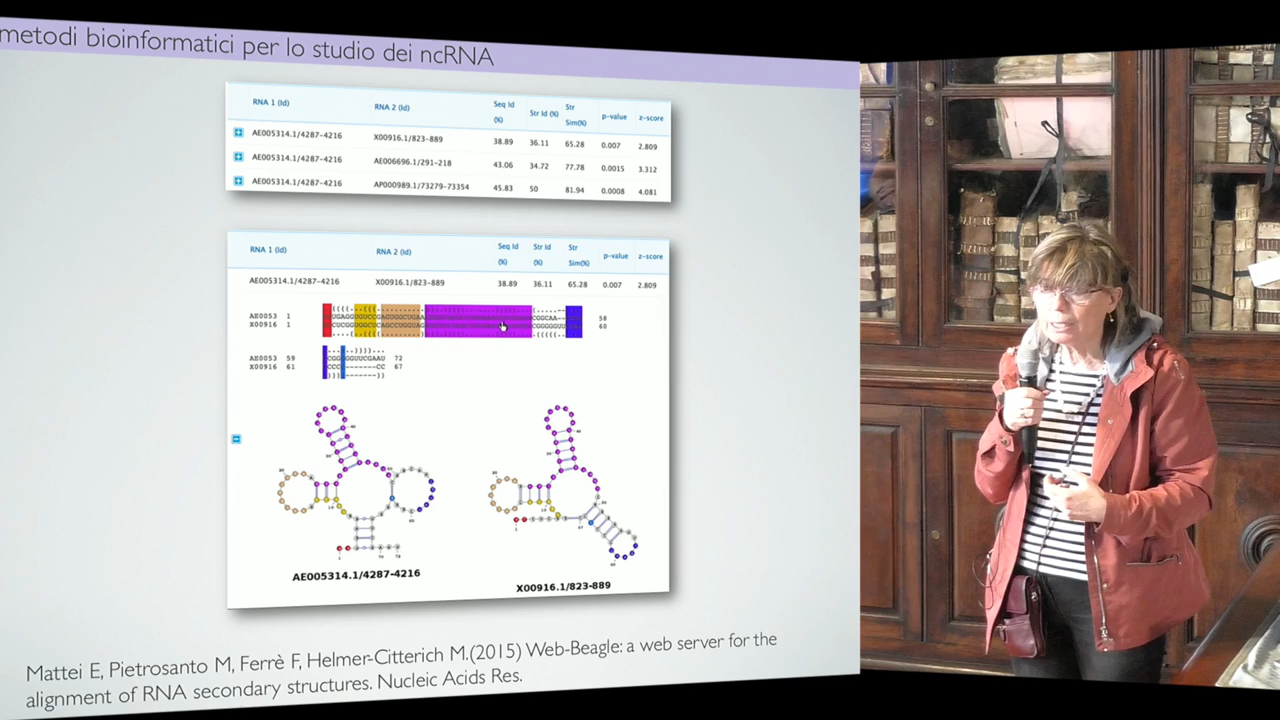 metodi bioinformatici per lo studio dei ncRNA
RNA 1 (Id) RNA 2 (Id) Seq Id (%) Str Id (%) Str Sim(%) p-value z-score
AE005314.1/4287-4216 X00916.1/823-889 38.89 36.11 65.28 0.007 2.809
AE005314.1/4287-4216 AE006696.1/291-218 43.06 34.72 77.78 0.0015 3.312
AE005314.1/4287-4216 AP000989.1/73279-73354 45.83 50 81.94 0.0008 4.081
RNA 1 (Id) RNA 2 (Id) Seq Id (%) Str Id (%) Str Sim(%) p-value z-score
AE005314.1/4287-4216 X00916.1/823-889 38.89 36.11 65.28 0.007 2.809
AE0053 1 58
X00916 1 60
AE0053 59 72
X00916 61 67
AE005314.1/4287-4216
X00916.1/823-889
Mattei E, Pietrosanto M, Ferrè F, Helmer-Citterich M.(2015) Web-Beagle: a web server for the
alignment of RNA secondary structures. Nucleic Acids Res.